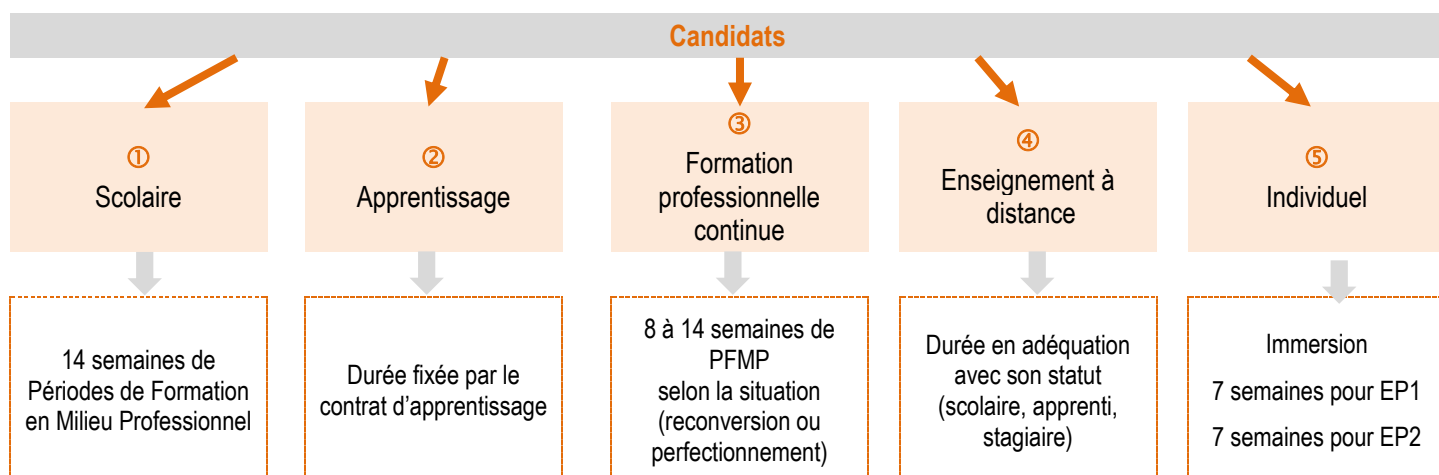 Candidats
①
Scolaire
②
Apprentissage
③
Formation
professionnelle
continue
④
Enseignement à
distance
⑤
Individuel
14 semaines de
Périodes de Formation
en Milieu Professionnel
Durée fixée par le
contrat d’apprentissage
8 à 14 semaines de
PFMP
selon la situation
(reconversion ou
perfectionnement)
Durée en adéquation
avec son statut
(scolaire, apprenti,
stagiaire)
Immersion
7 semaines pour EP1
7 semaines pour EP2